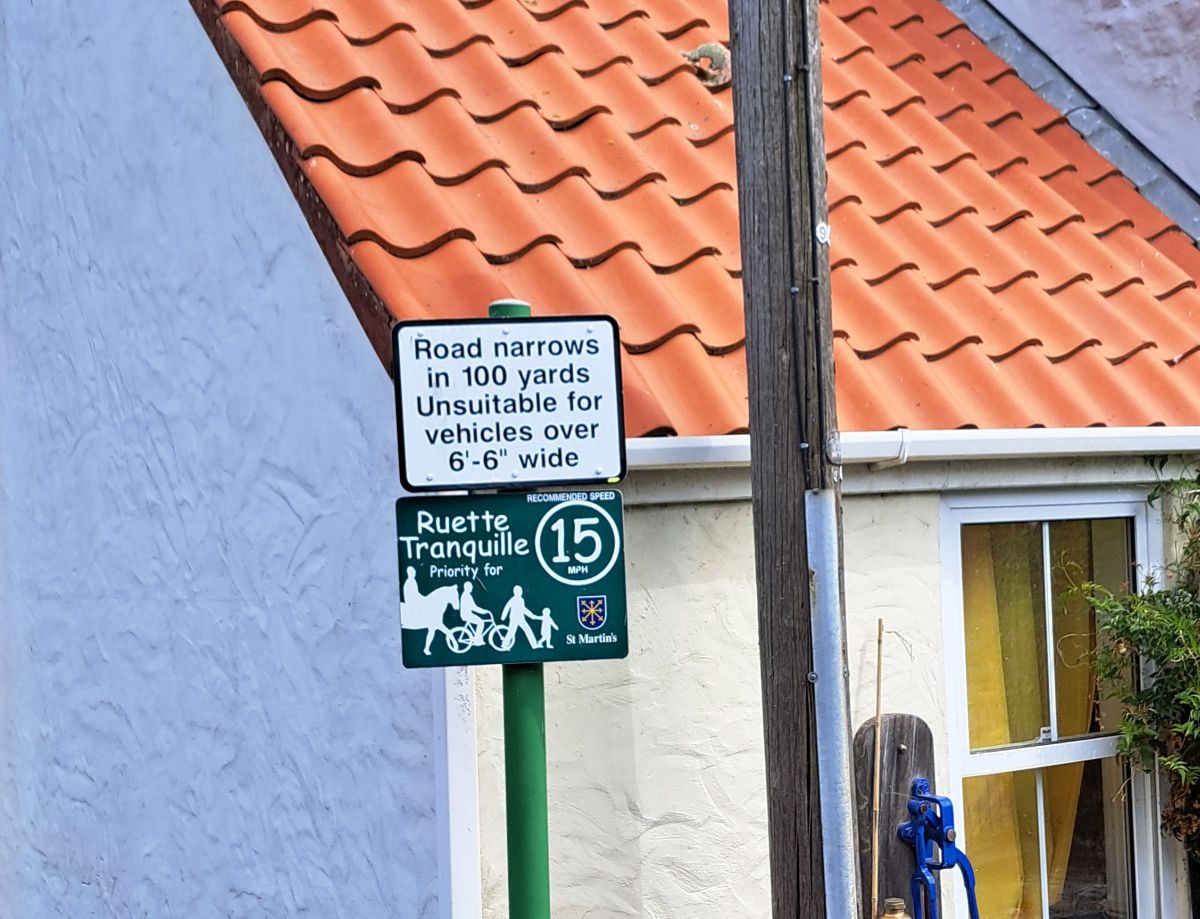 Road narrows
in 100 yards
Unsuitable for
vehicles over
6'-6" wide
RECOMMENDED SPEED
Ruette
Tranquille
15
MPH
Priority for
St Martin's
9